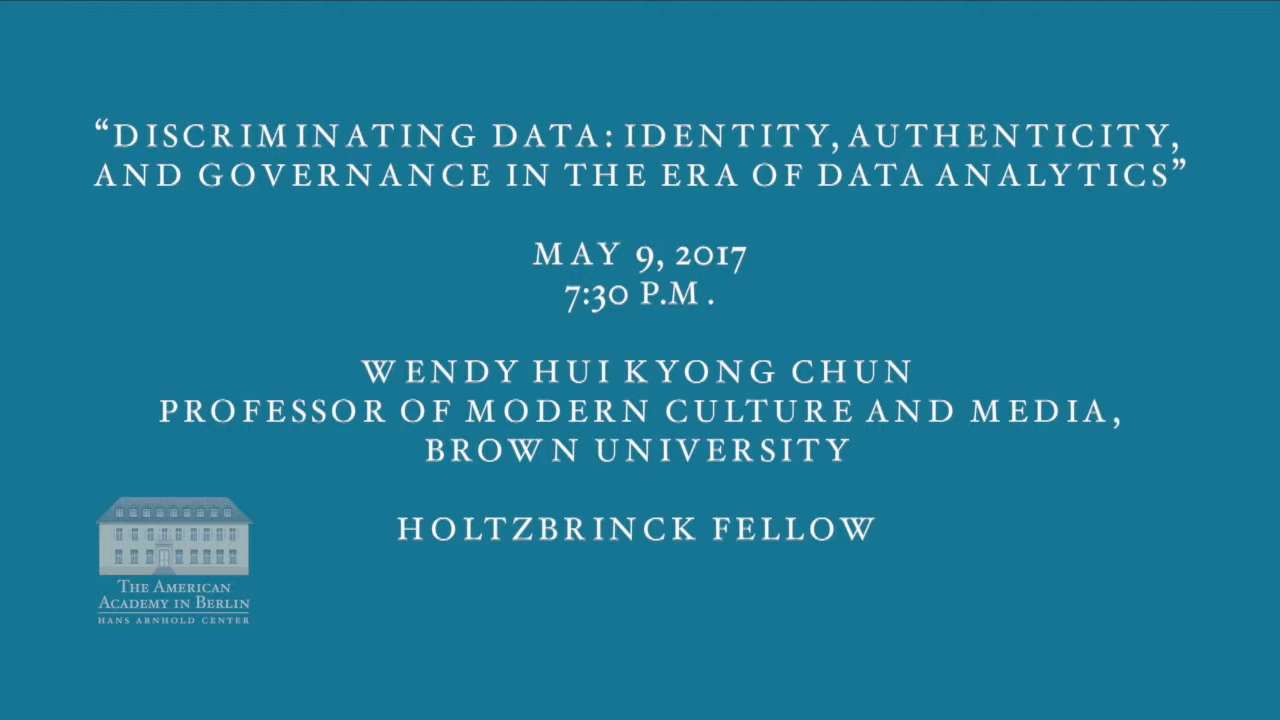 “DISCRIMINATING DATA: IDENTITY, AUTHENTICITY,
AND GOVERNANCE IN THE ERA OF DATA ANALYTICS”
MAY 9, 2017
7:30 P.M.
WENDY HUI KYONG CHUN
PROFESSOR OF MODERN CULTURE AND MEDIA,
BROWN UNIVERSITY
HOLTZBRINCK FELLOW
THE AMERICAN
ACADEMY IN BERLIN
HANS ARNHOLD CENTER